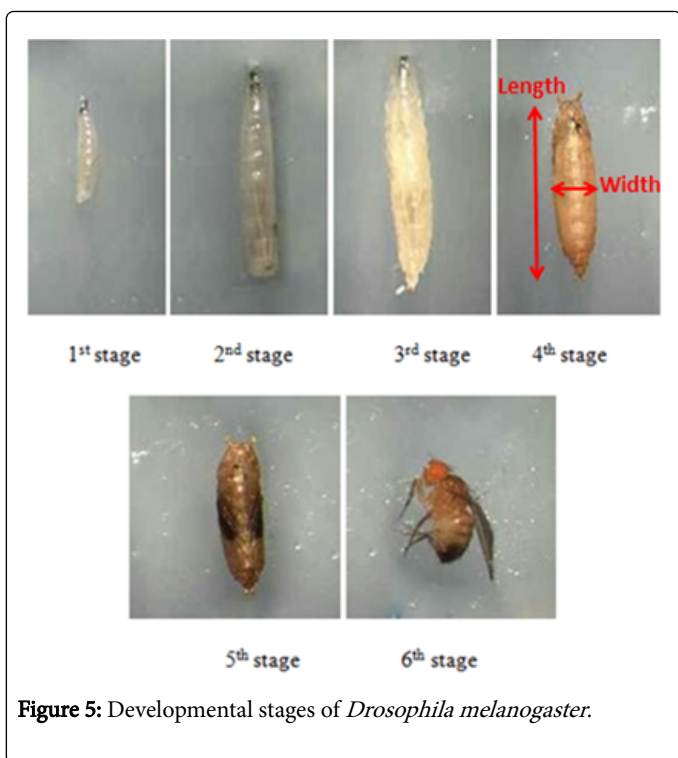 Length
Width
1st stage
2nd stage
3rd stage
4th stage
5th stage
6th stage
Figure 5: Developmental stages of Drosophila melanogaster.